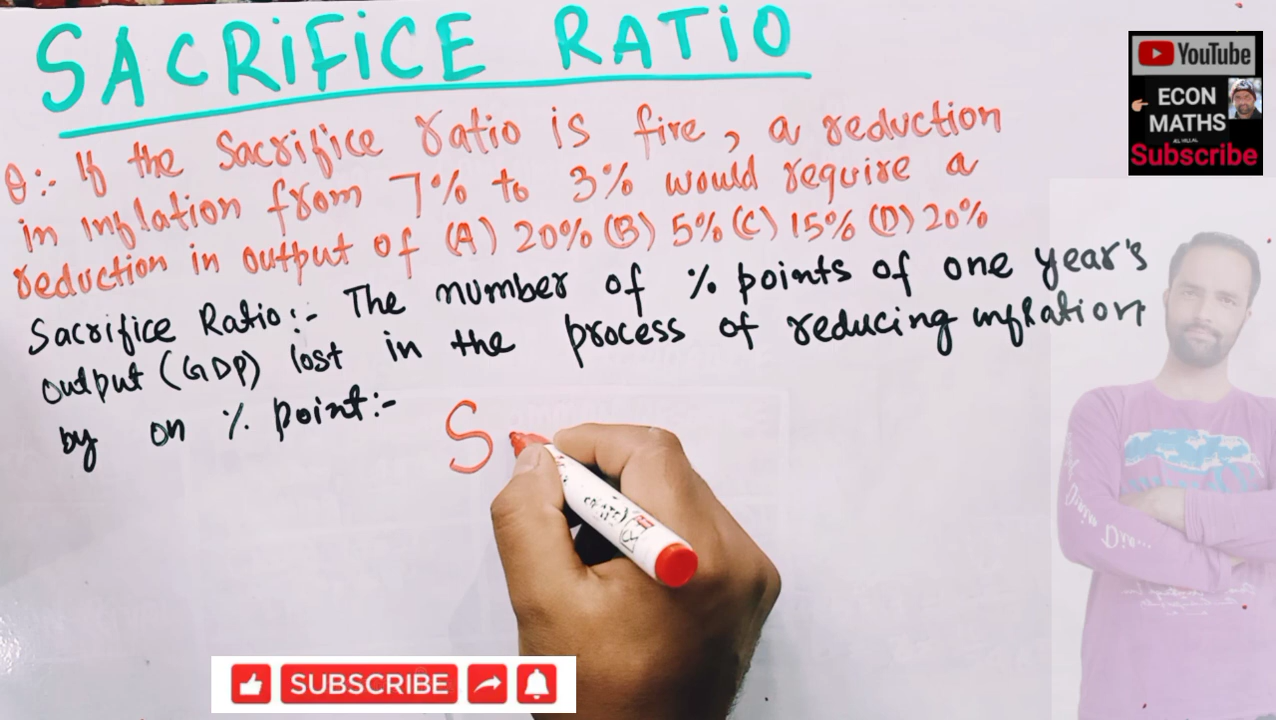 SACRIFICE RATIO
Q:- If the Sacrifice ratio is fire, a reduction
in inflation from 7% to 3% would require a
reduction in output of (A) 20% (B) 5% (C) 15% (D) 20%
Sacrifice Ratio:- The number of % points of one year's
output (GDP) lost in the process of reducing inflation
by on % point:-
S
YouTube
ECON
MATHS
Subscribe
SUBSCRIBE